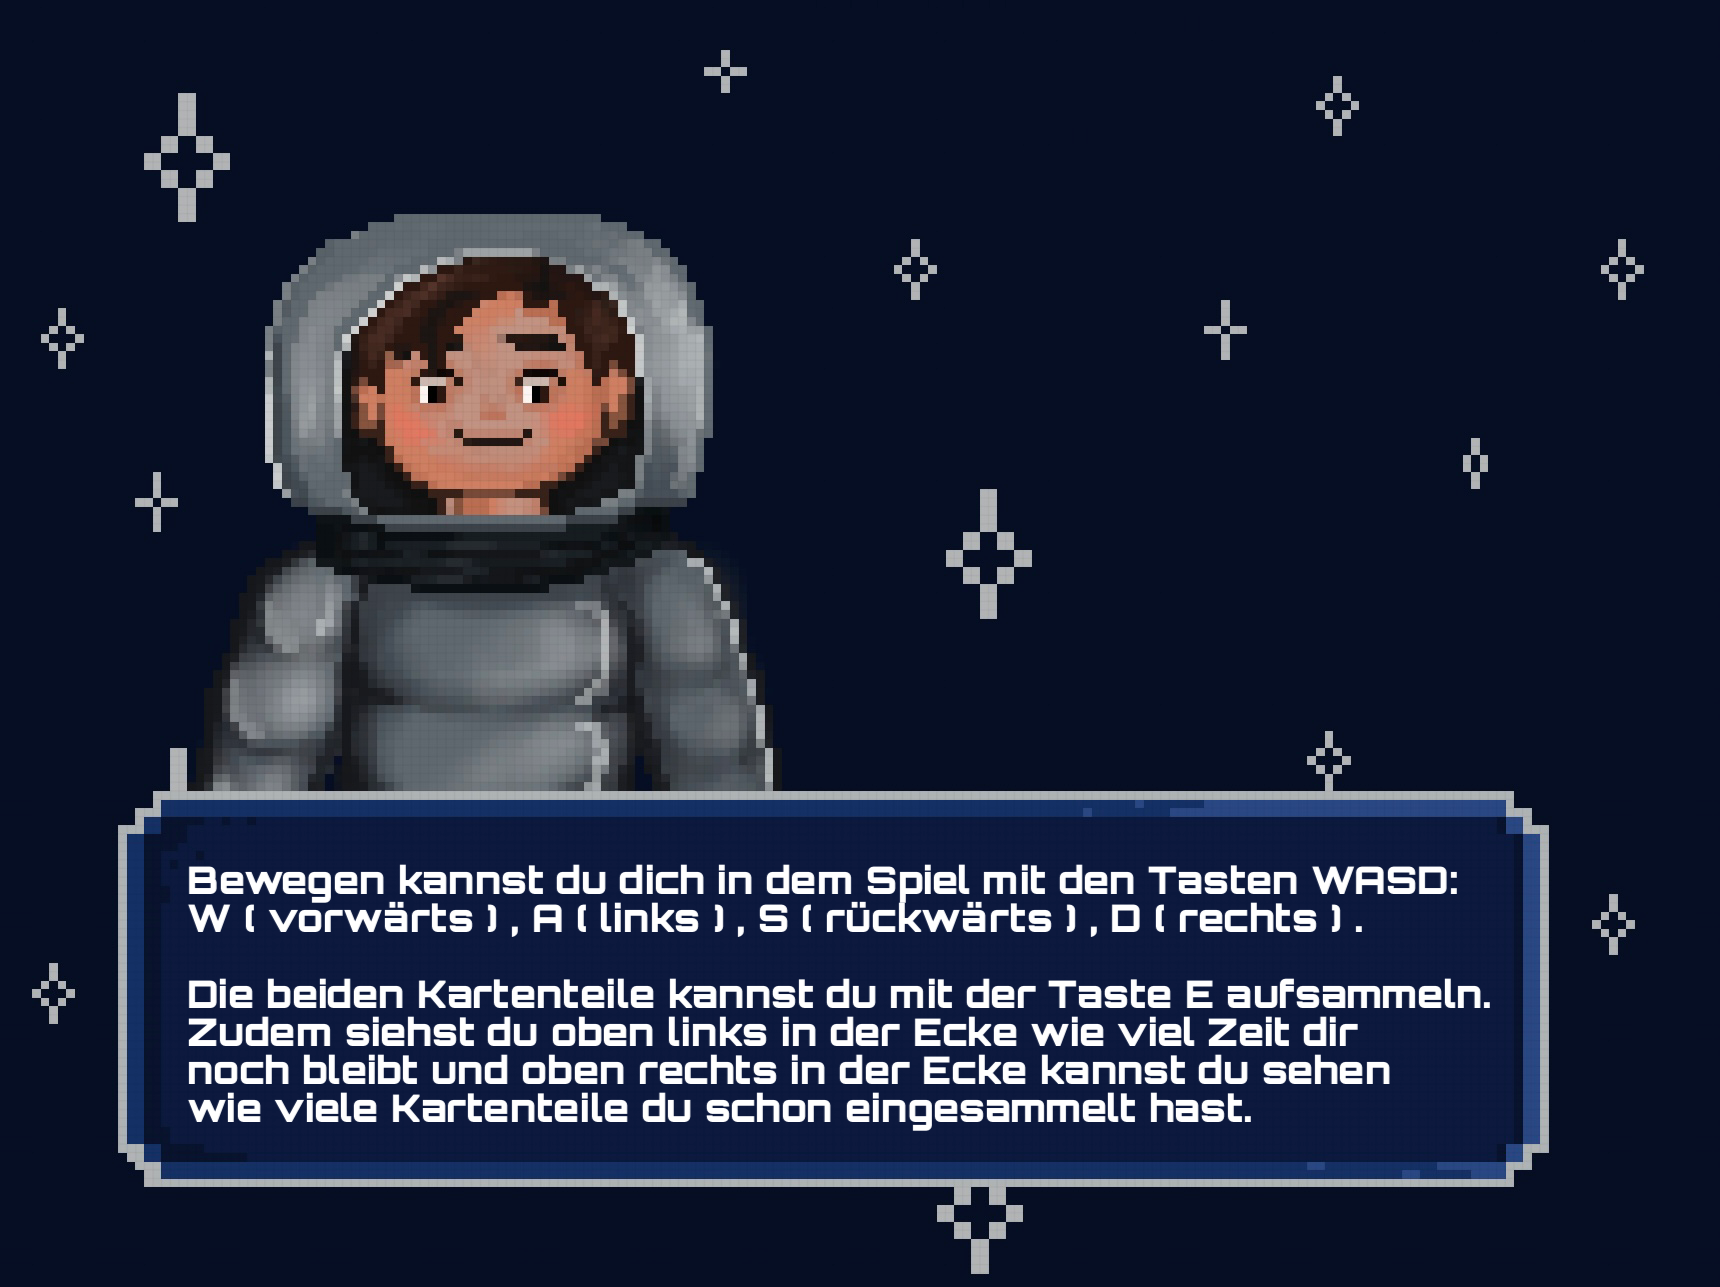 Bewegen kannst du dich in dem Spiel mit den Tasten WASD:
W ( vorwärts ) , A ( links ) , S ( rückwärts ) , D ( rechts ) .
Die beiden Kartenteile kannst du mit der Taste E aufsammeln.
Zudem siehst du oben links in der Ecke wie viel Zeit dir
noch bleibt und oben rechts in der Ecke kannst du sehen
wie viele Kartenteile du schon eingesammelt hast.